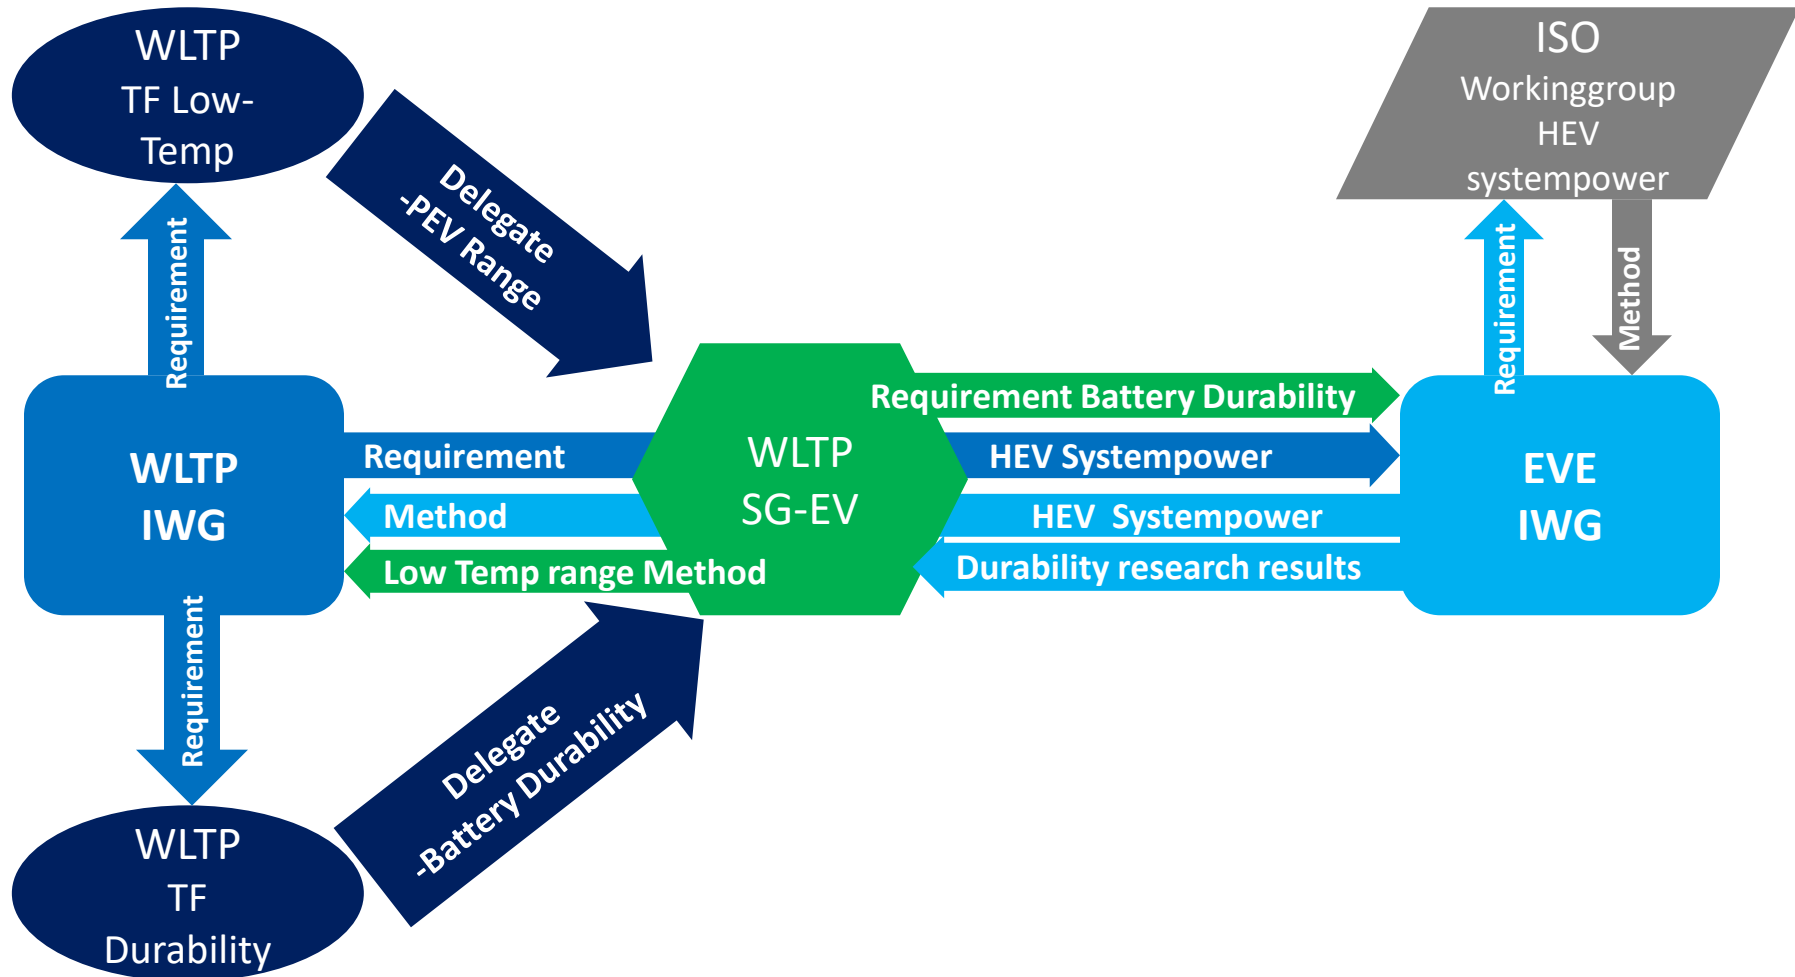 WLTP
TF Low-
Temp
Delegate
-PEV Range
ISO
Workinggroup
HEV
systempower
Requirement
Requirement
Method
WLTP
IWG
Requirement
Method
Low Temp range Method
WLTP
SG-EV
Requirement Battery Durability
HEV Systempower
HEV  Systempower
Durability research results
EVE
IWG
Requirement
Delegate
-Battery Durability
WLTP
TF
Durability